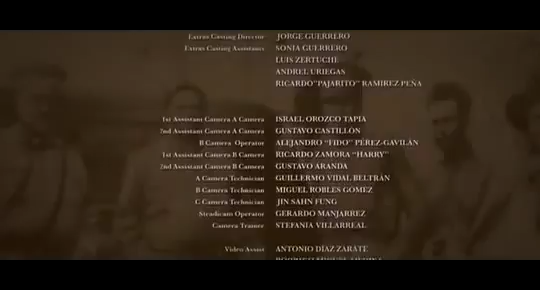 Extras Casting Director JORGE GUERRERO
Extras Casting Assistants SONIA GUERRERO
LUIS ZERTUCHE
ANDREL URIEGAS
RICARDO "PAJARITO" RAMIREZ PEÑA
1st Assistant Camera A Camera ISRAEL OROZCO TAPIA
2nd Assistant Camera A Camera GUSTAVO CASTILLÓN
B Camera Operator ALEJANDRO "FIDO" PÉREZ-GAVILÁN
1st Assistant Camera B Camera RICARDO ZAMORA "HARRY"
2nd Assistant Camera B Camera GUSTAVO ARANDA
A Camera Technician GUILLERMO VIDAL BELTRÁN
B Camera Technician MIGUEL ROBLES GOMEZ
C Camera Technician JIN SAHN FUNG
Steadicam Operator GERARDO MANJARREZ
Camera Trainee STEFANIA VILLARREAL
Video Assist ANTONIO DÍAZ ZARATE